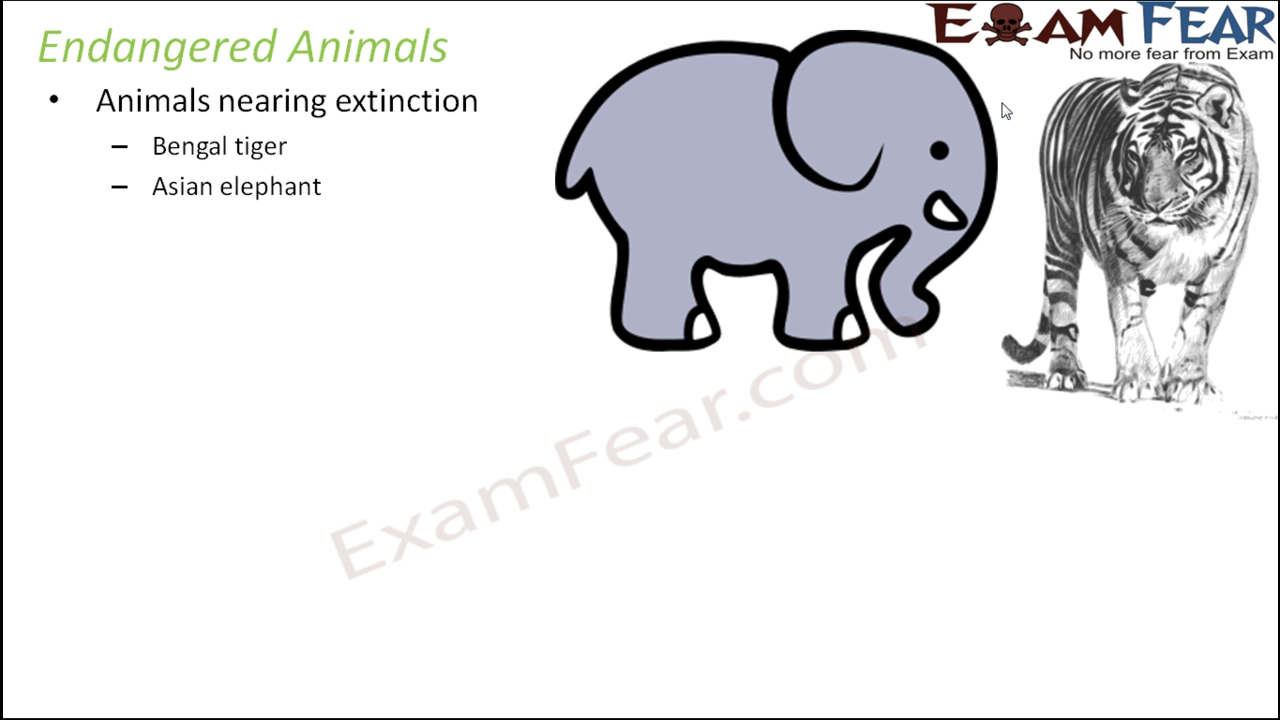 Endangered Animals
EXAM FEAR
No more fear from Exam
• Animals nearing extinction
– Bengal tiger
– Asian elephant
ExamFear.com